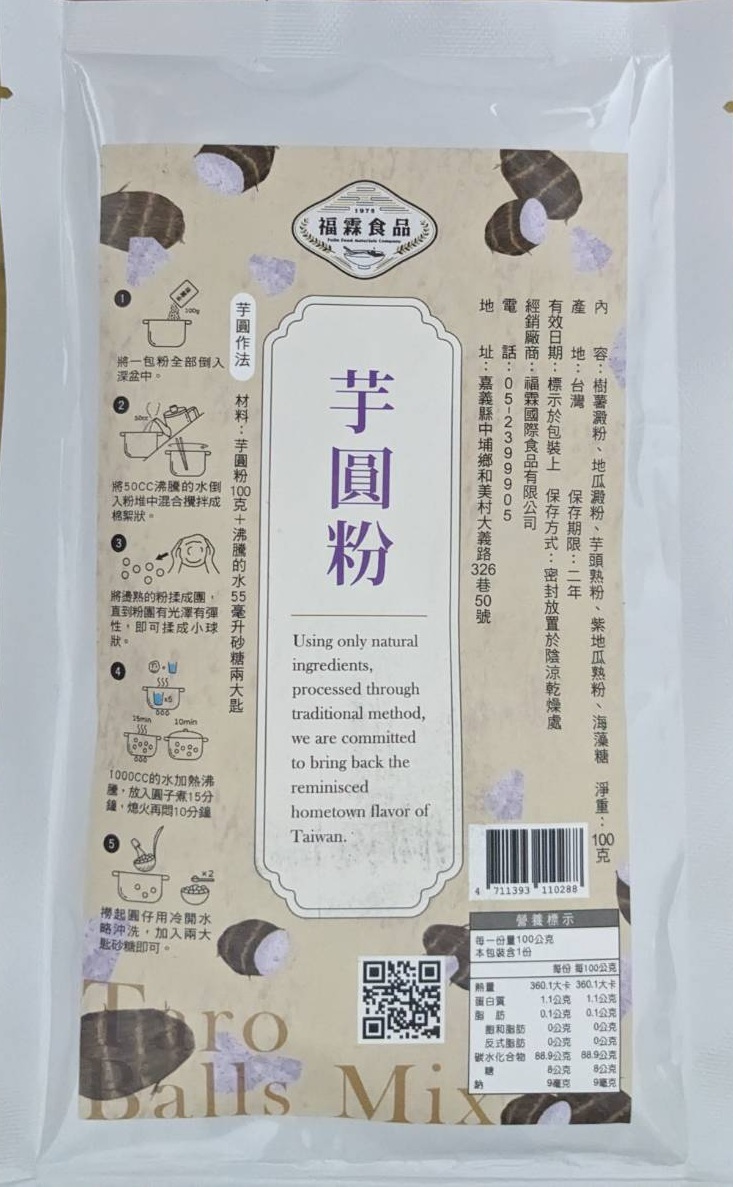 1978
福霖食品
Fulin Food Materials Company
芋圓粉
Using only natural
ingredients,
processed through
traditional method,
we are committed
to bring back the
reminisced
hometown flavor of
Taiwan.
內　容：樹薯澱粉、地瓜澱粉、芋頭熟粉、紫地瓜熟粉、海藻糖　淨重：100克
產　地：台灣　保存期限：二年
有效日期：標示於包裝上　保存方式：密封放置於陰涼乾燥處
經銷廠商：福霖國際食品有限公司
電　話：05-2399905
地　址：嘉義縣中埔鄉和美村大義路326巷50號
芋圓作法
材料：芋圓粉100克＋沸騰的水55毫升砂糖兩大匙
1
100g
將一包粉全部倒入
深盆中。
2
50cc
將50CC沸騰的水倒
入粉堆中混合攪拌成
棉絮狀。
3
將燙熟的粉揉成團，
直到粉團有光澤有彈
性，即可揉成小球
狀。
4
x5
15min
10min
1000CC的水加熱沸
騰，放入圓子煮15分
鐘，熄火再悶10分鐘
5
x2
撈起圓仔用冷開水
略沖洗，加入兩大
匙砂糖即可。
4 711393 110288
營養標示
每一份量100公克
本包裝含1份
每份 每100公克
熱量 360.1大卡 360.1大卡
蛋白質 1.1公克 1.1公克
脂肪 0.1公克 0.1公克
飽和脂肪 0公克 0公克
反式脂肪 0公克 0公克
碳水化合物 88.9公克 88.9公克
糖 8公克 8公克
鈉 9毫克 9毫克
Taro
Balls Mix